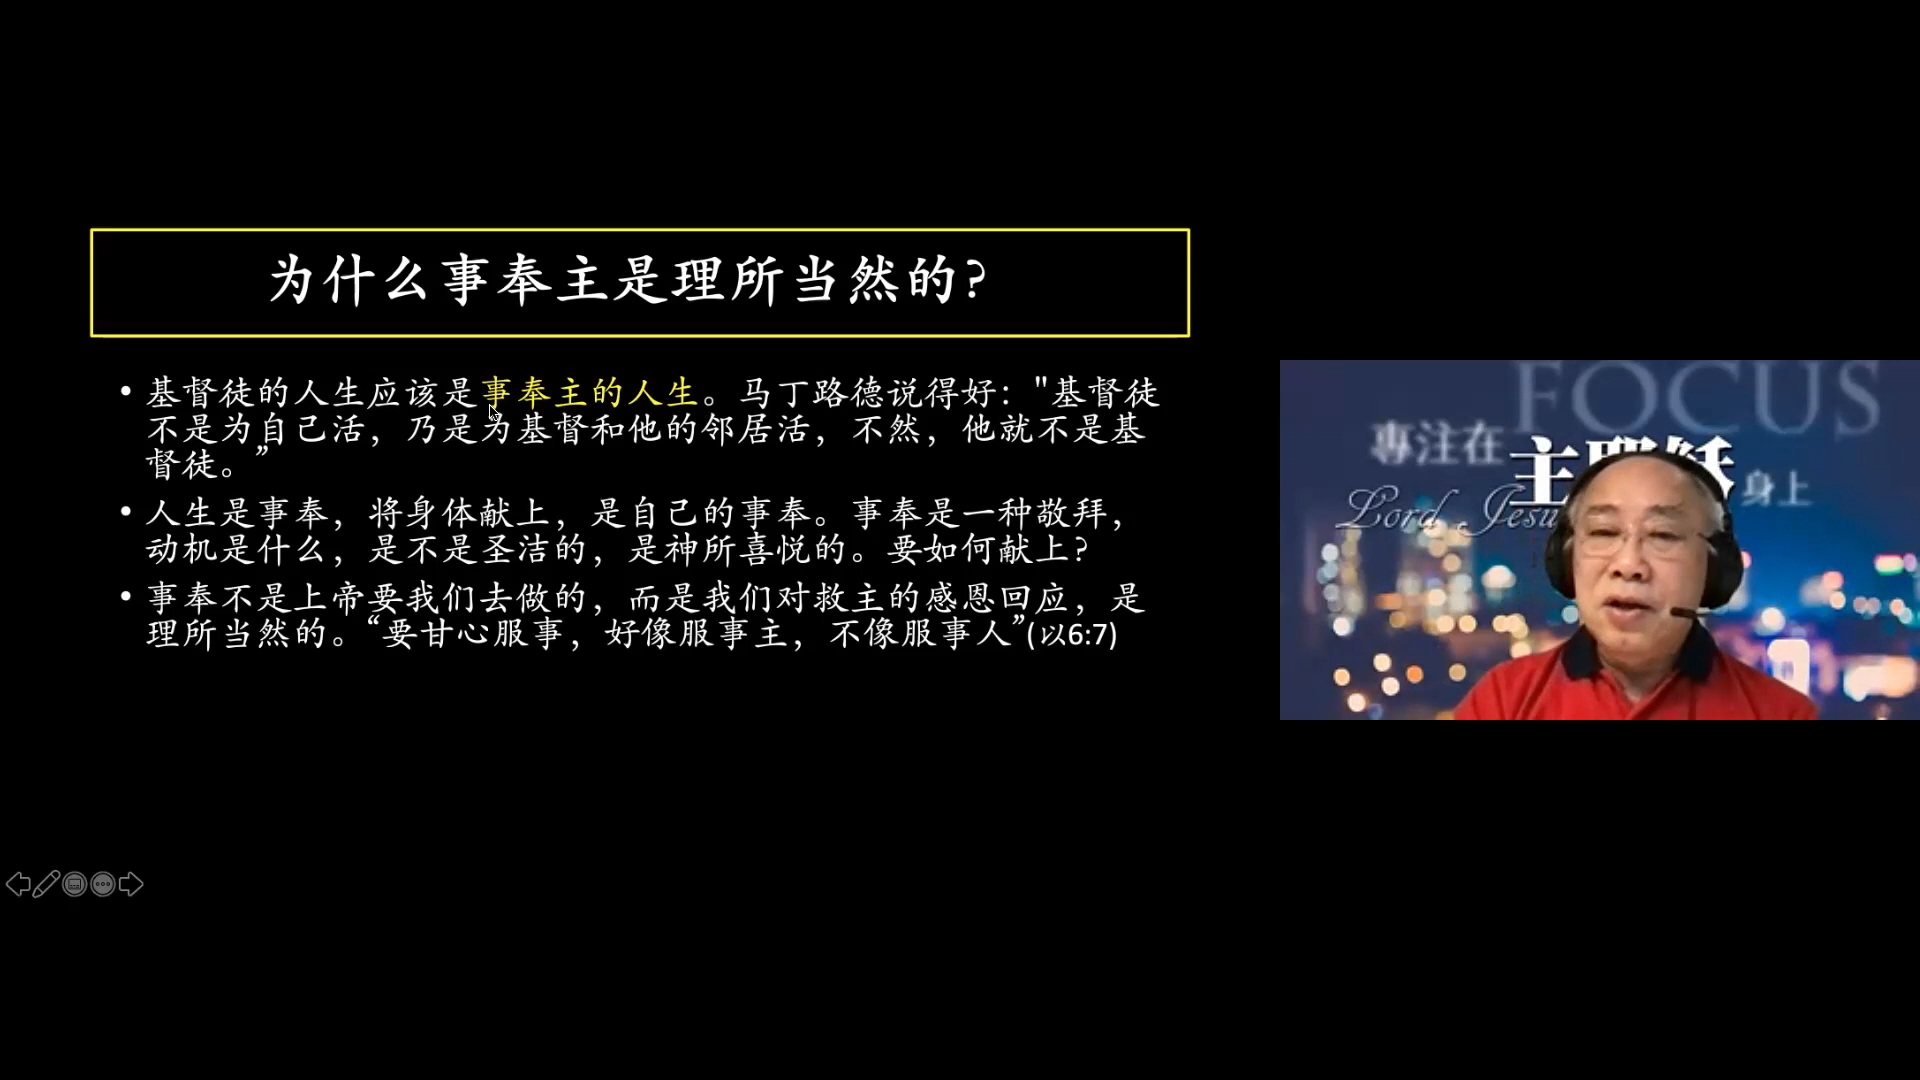 为什么事奉主是理所当然的?
• 基督徒的人生应该是事奉主的人生。马丁路德说得好："基督徒
不是为自己活，乃是为基督和他的邻居活，不然，他就不是基
督徒。”
• 人生是事奉，将身体献上，是自己的事奉。事奉是一种敬拜，
动机是什么，是不是圣洁的，是神所喜悦的。要如何献上?
• 事奉不是上帝要我们去做的，而是我们对救主的感恩回应，是
理所当然的。“要甘心服事，好像服事主，不像服事人”(以6:7)
FOCUS
專注在
主耶穌
身上
Lord Jesu